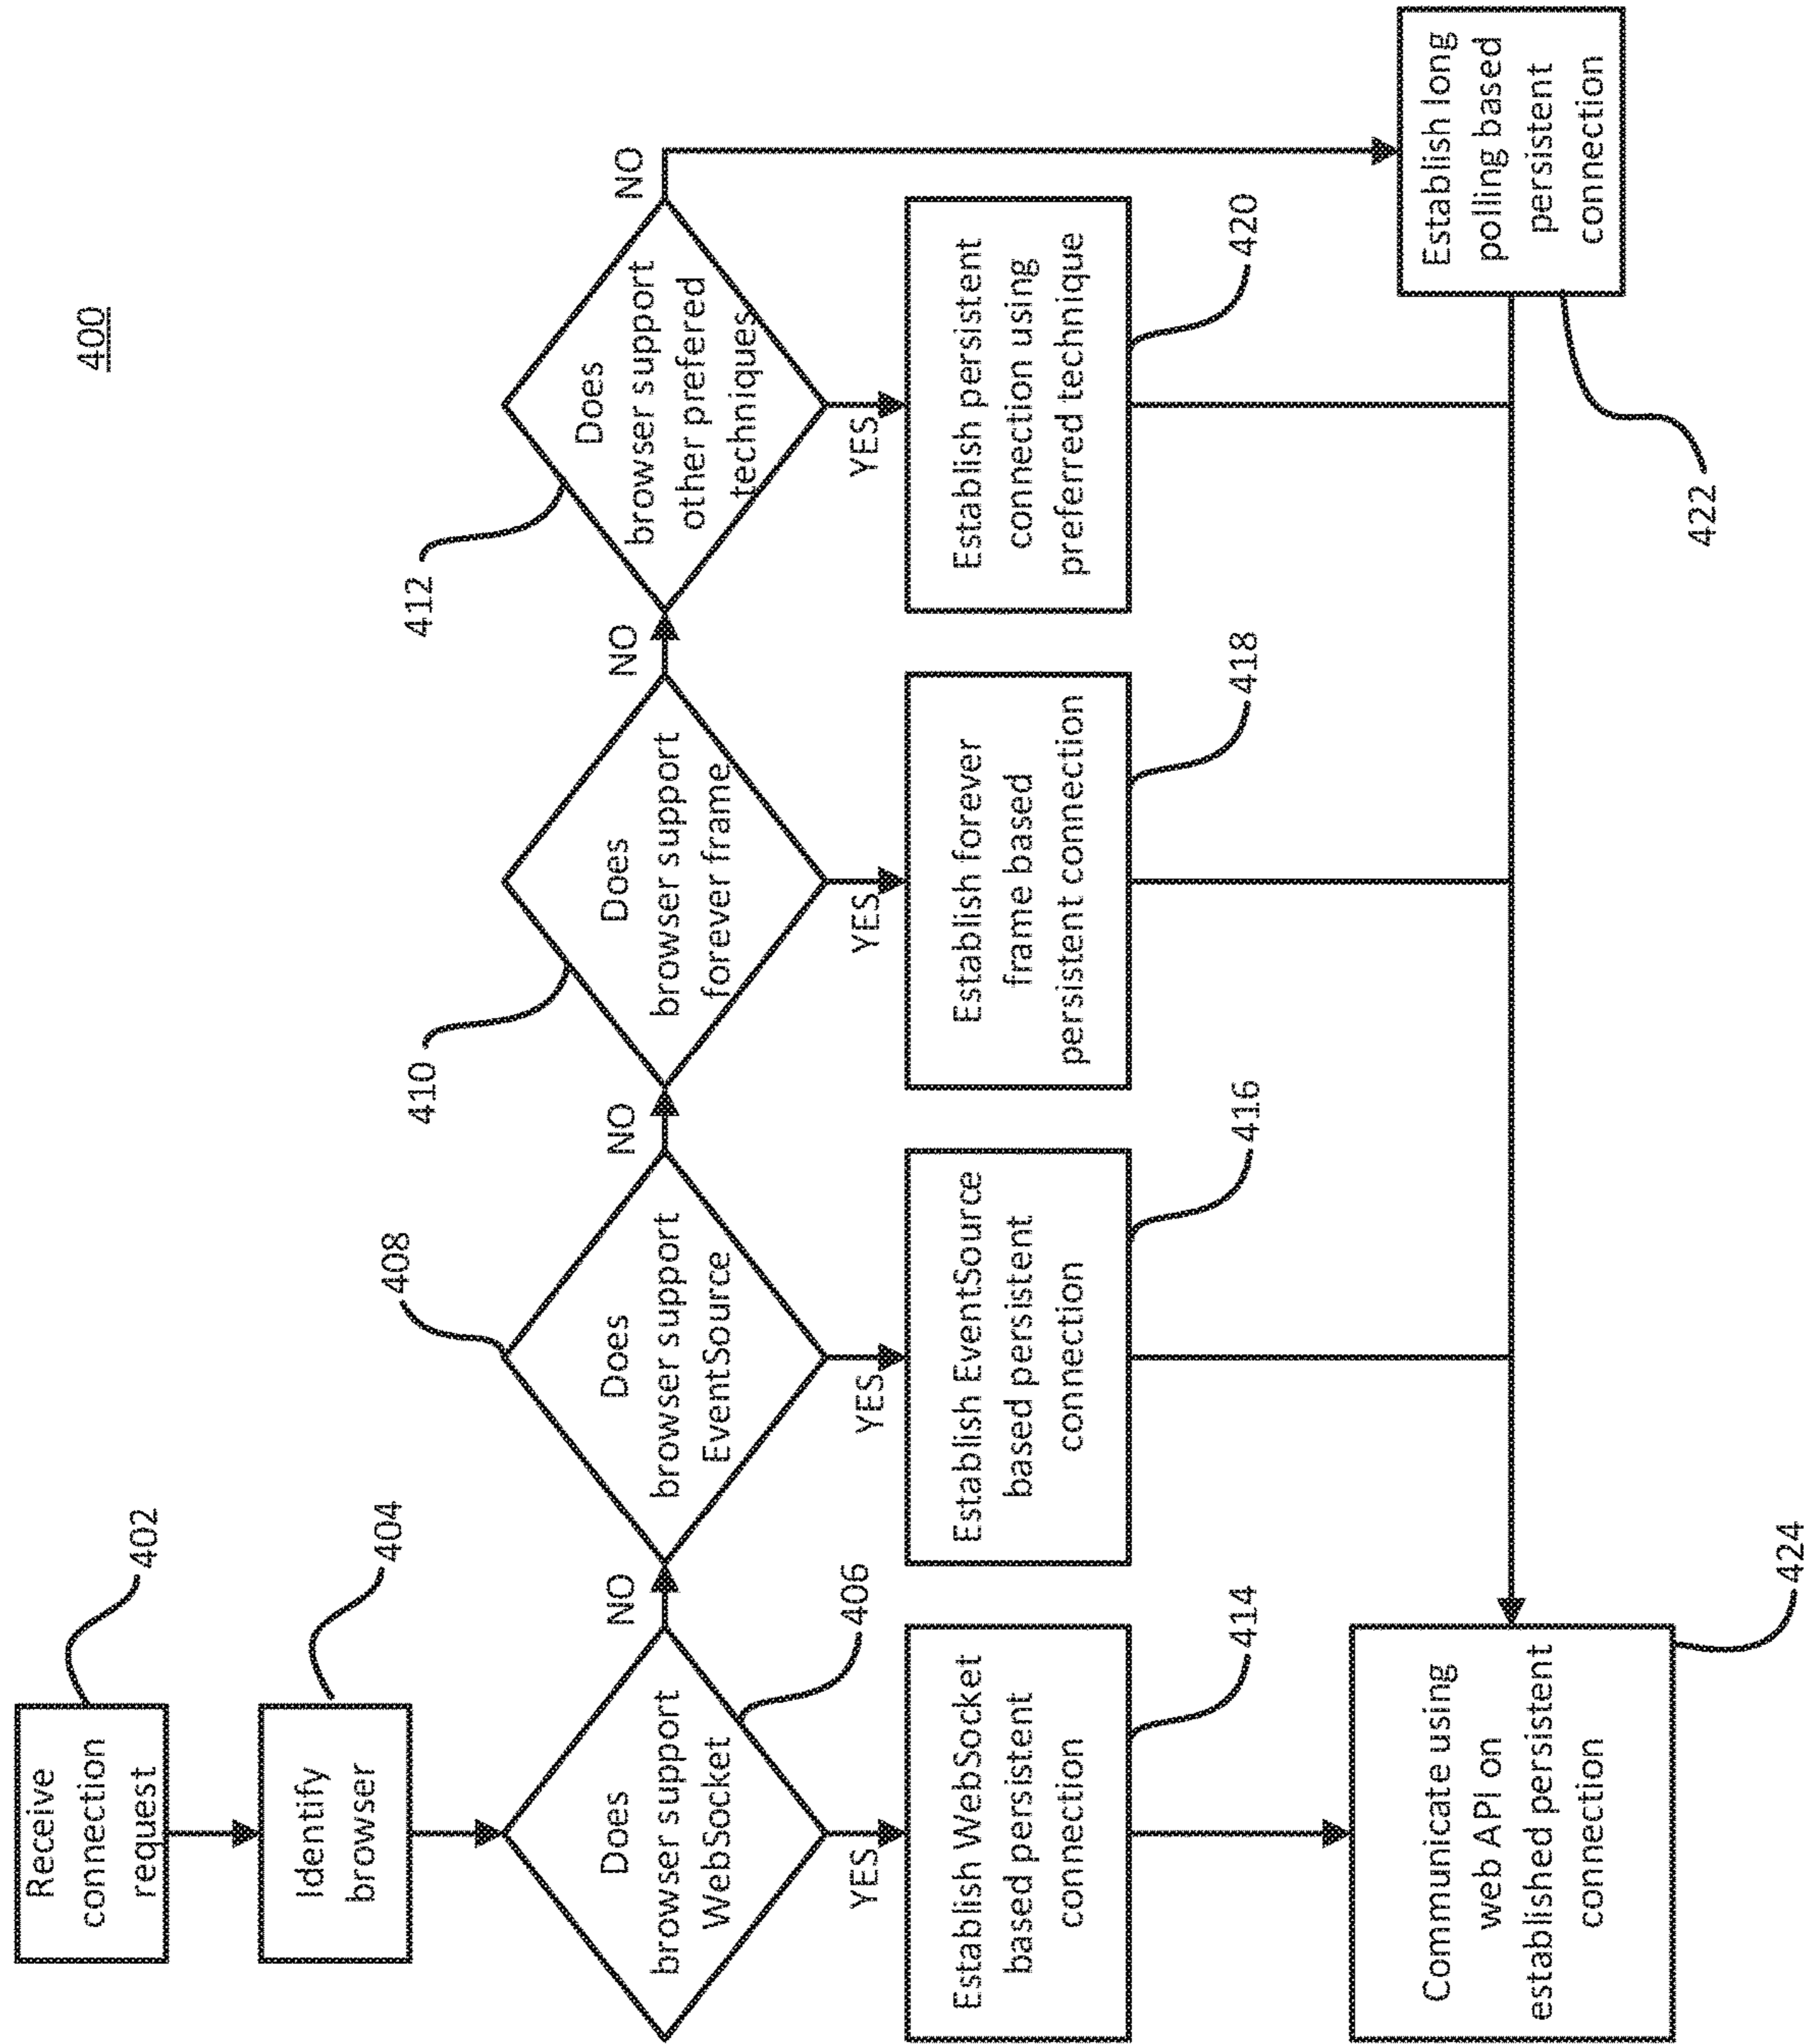 400
Receive
connection
request
402
Identify
browser
404
Does
browser support
WebSocket
406
NO
YES
Does
browser support
EventSource
408
NO
YES
Does
browser support
forever frame
410
NO
YES
Does
browser support
other prefered
techniques
412
NO
YES
Establish WebSocket
based persistent
connection
414
Establish EventSource
based persistent
connection
416
Establish forever
frame based
persistent connection
418
Establish persistent
connection using
preferred technique
420
Establish long
polling based
persistent
connection
422
Communicate using
web API on
established persistent
connection
424